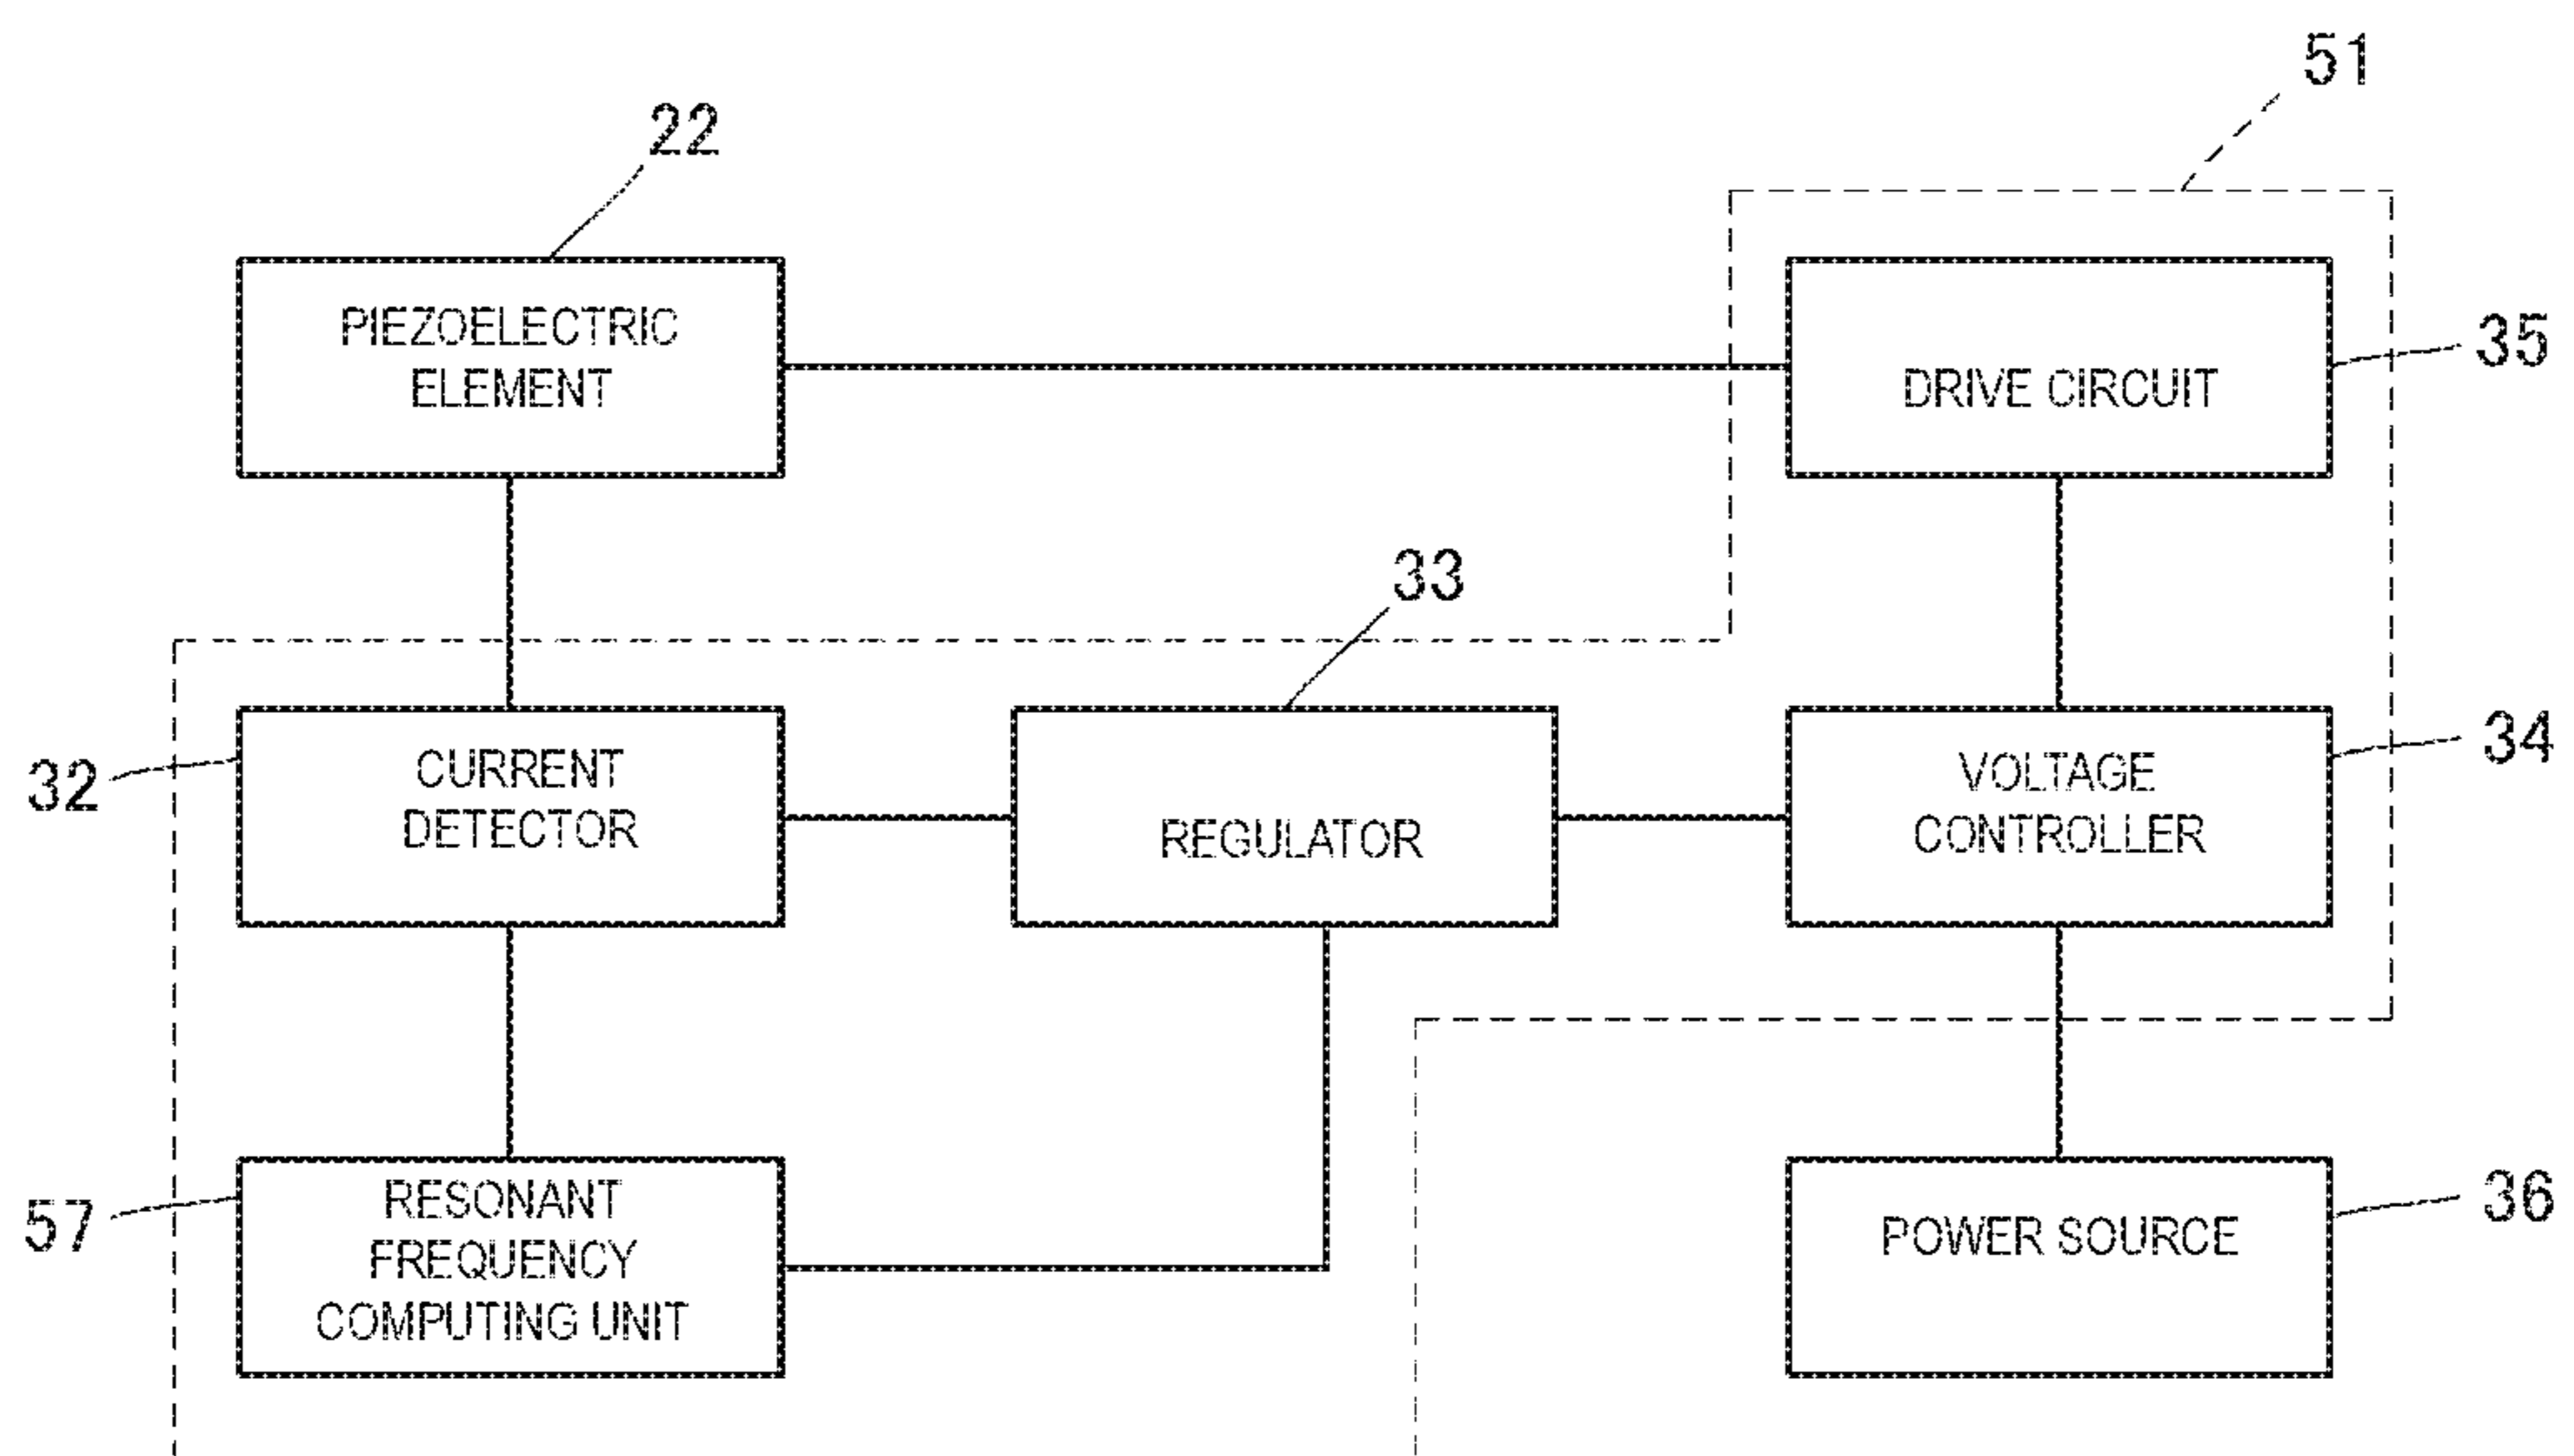 51
22
PIEZOELECTRIC
ELEMENT
DRIVE CIRCUIT
35
33
32
CURRENT
DETECTOR
REGULATOR
VOLTAGE
CONTROLLER
34
57
RESONANT
FREQUENCY
COMPUTING UNIT
POWER SOURCE
36